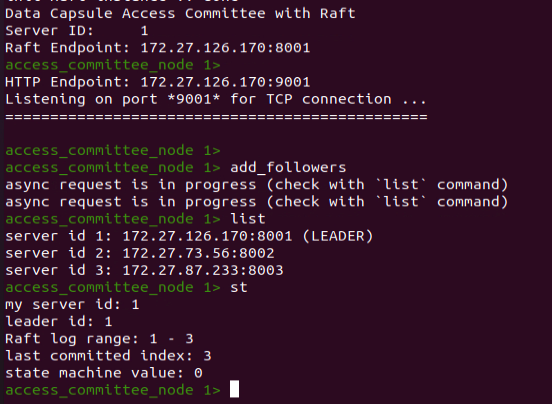 Data Capsule Access Committee with Raft
Server ID:    1
Raft Endpoint: 172.27.126.170:8001
access_committee_node 1>
HTTP Endpoint: 172.27.126.170:9001
Listening on port *9001* for TCP connection ...
===============================================
access_committee_node 1>
access_committee_node 1> add_followers
async request is in progress (check with `list` command)
async request is in progress (check with `list` command)
access_committee_node 1> list
server id 1: 172.27.126.170:8001 (LEADER)
server id 2: 172.27.73.56:8002
server id 3: 172.27.87.233:8003
access_committee_node 1> st
my server id: 1
leader id: 1
Raft log range: 1 - 3
last committed index: 3
state machine value: 0
access_committee_node 1>